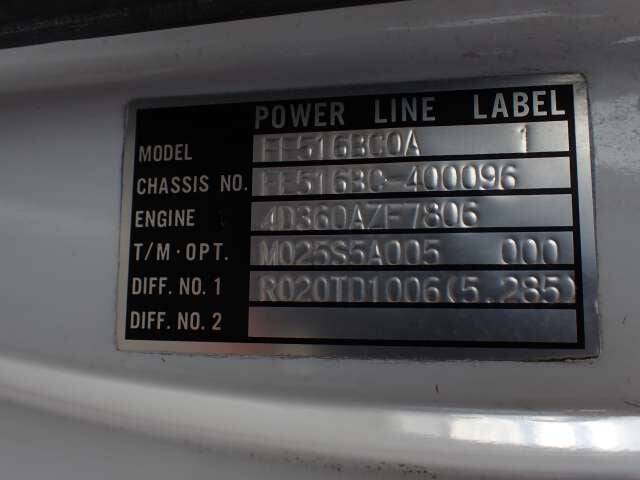 POWER LINE LABEL
MODEL FE516BC0A 1
CHASSIS NO. FE516BC-400096
ENGINE 4D360AZF7806
T/M·OPT. M025S5A005 000
DIFF. NO. 1 R020TD1006(5.285)
DIFF. NO. 2